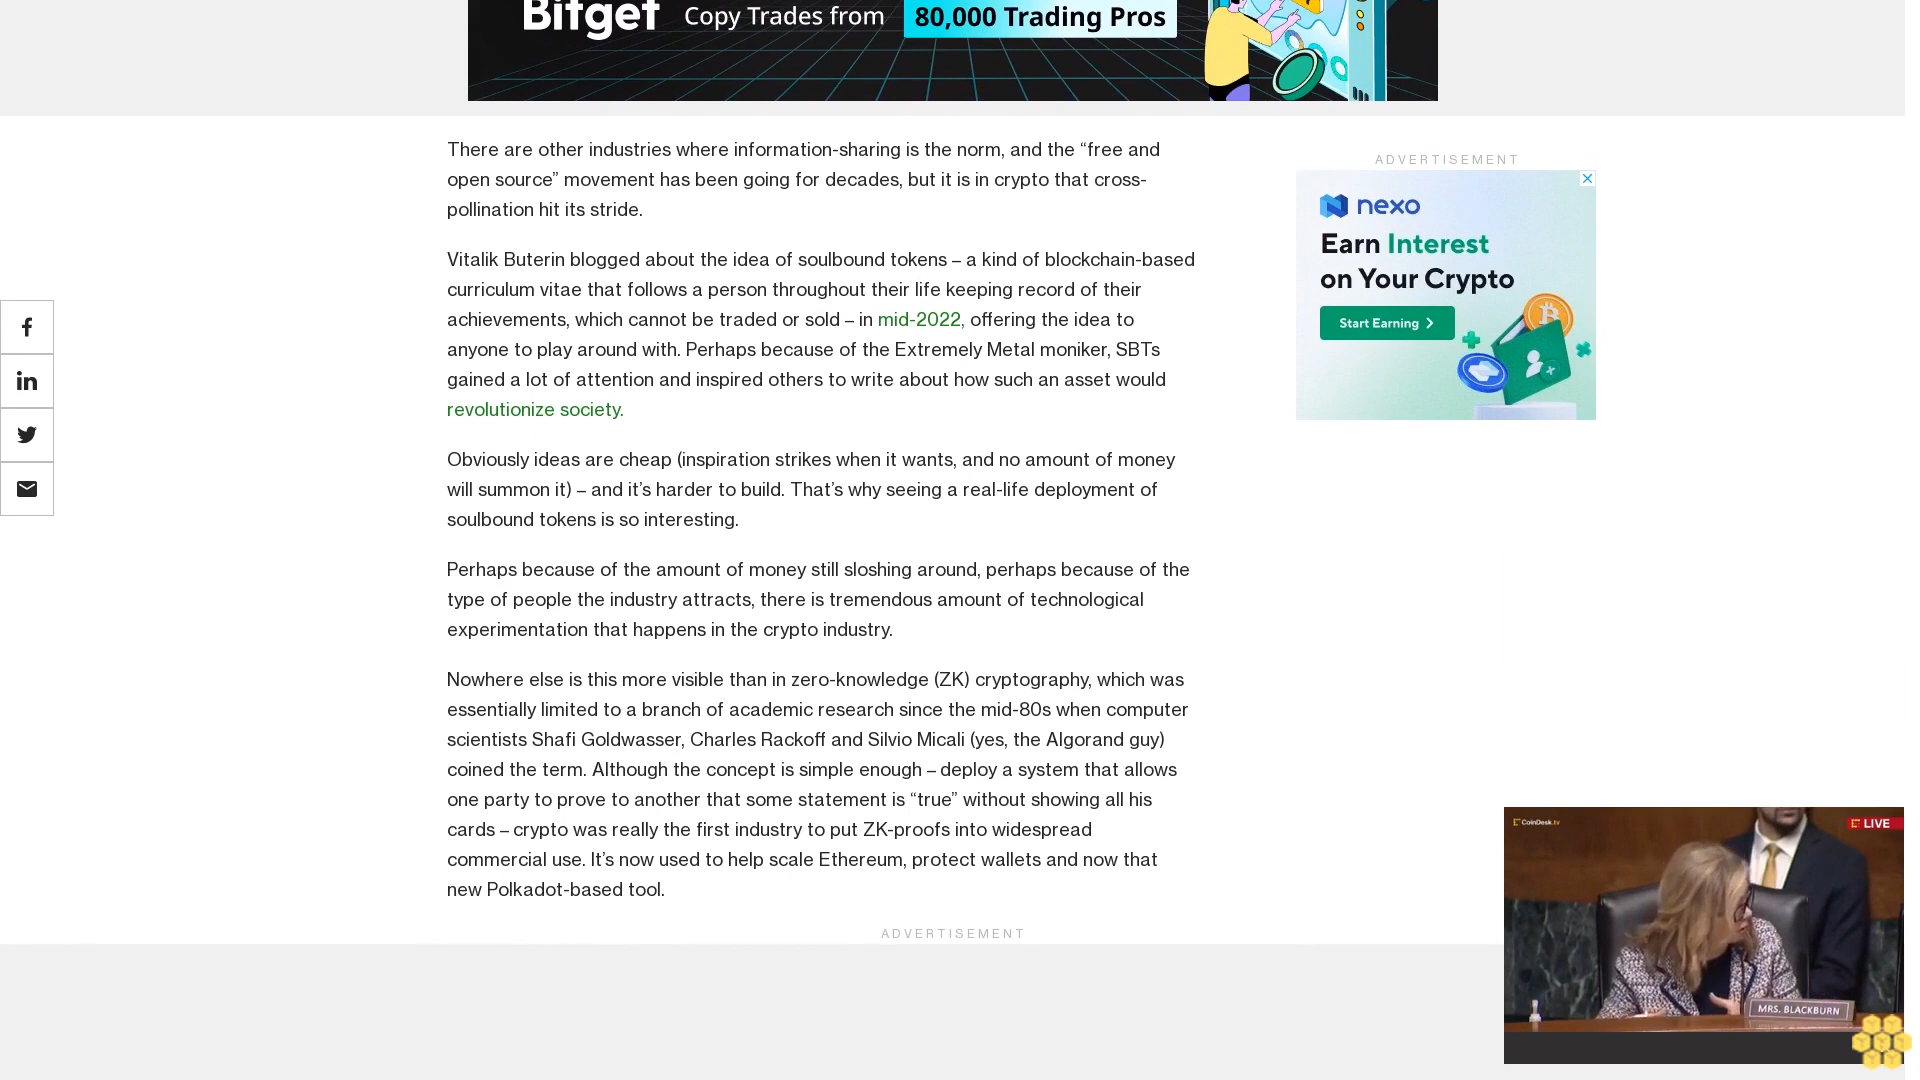 Bitget Copy Trades from 80,000 Trading Pros
There are other industries where information-sharing is the norm, and the “free and
open source” movement has been going for decades, but it is in crypto that cross-
pollination hit its stride.
Vitalik Buterin blogged about the idea of soulbound tokens – a kind of blockchain-based
curriculum vitae that follows a person throughout their life keeping record of their
achievements, which cannot be traded or sold – in mid-2022, offering the idea to
anyone to play around with. Perhaps because of the Extremely Metal moniker, SBTs
gained a lot of attention and inspired others to write about how such an asset would
revolutionize society.
Obviously ideas are cheap (inspiration strikes when it wants, and no amount of money
will summon it) – and it’s harder to build. That’s why seeing a real-life deployment of
soulbound tokens is so interesting.
Perhaps because of the amount of money still sloshing around, perhaps because of the
type of people the industry attracts, there is tremendous amount of technological
experimentation that happens in the crypto industry.
Nowhere else is this more visible than in zero-knowledge (ZK) cryptography, which was
essentially limited to a branch of academic research since the mid-80s when computer
scientists Shafi Goldwasser, Charles Rackoff and Silvio Micali (yes, the Algorand guy)
coined the term. Although the concept is simple enough – deploy a system that allows
one party to prove to another that some statement is “true” without showing all his
cards – crypto was really the first industry to put ZK-proofs into widespread
commercial use. It’s now used to help scale Ethereum, protect wallets and now that
new Polkadot-based tool.
ADVERTISEMENT
ADVERTISEMENT
nexo
Earn Interest
on Your Crypto
Start Earning
CoinDesk.tv
LIVE
MRS. BLACKBURN